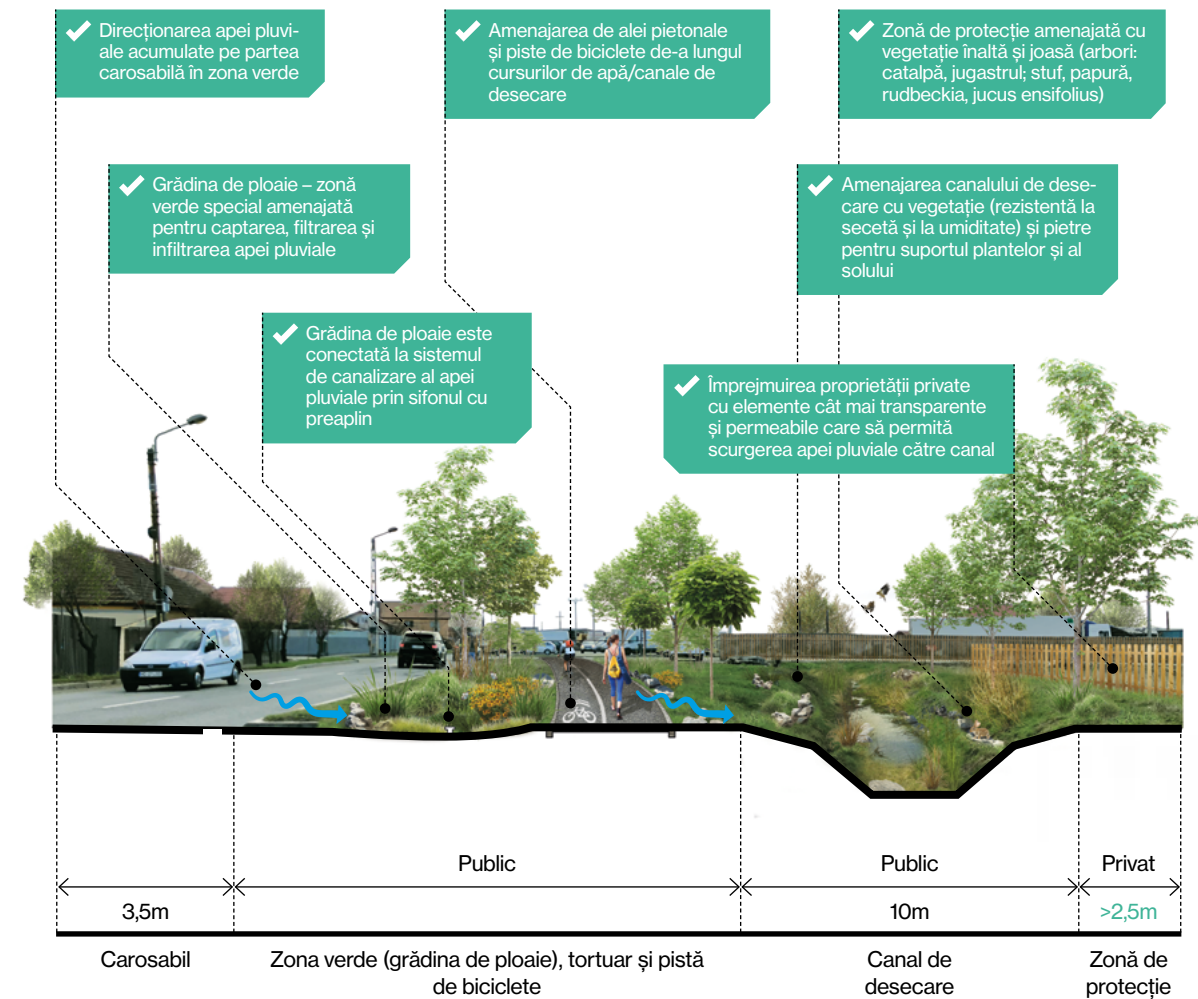 Direcționarea apei pluvi-
ale acumulate pe partea
carosabilă în zona verde
Amenajarea de alei pietonale
și piste de biciclete de-a lungul
cursurilor de apă/canale de
desecare
Zonă de protecție amenajată cu
vegetație înaltă și joasă (arbori:
catalpă, jugastrul; stuf, papură,
rudbeckia, jucus ensifolius)
Grădina de ploaie – zonă
verde special amenajată
pentru captarea, filtrarea și
infiltrarea apei pluviale
Amenajarea canalului de dese-
care cu vegetație (rezistentă la
secetă și la umiditate) și pietre
pentru suportul plantelor și al
solului
Grădina de ploaie este
conectată la sistemul
de canalizare al apei
pluviale prin sifonul cu
preaplin
Împrejmuirea proprietății private
cu elemente cât mai transparente
și permeabile care să permită
scurgerea apei pluviale către canal
Public
Public
Privat
3,5m
10m
>2,5m
Carosabil
Zona verde (grădina de ploaie), tortuar și pistă
de biciclete
Canal de
desecare
Zonă de
protecție